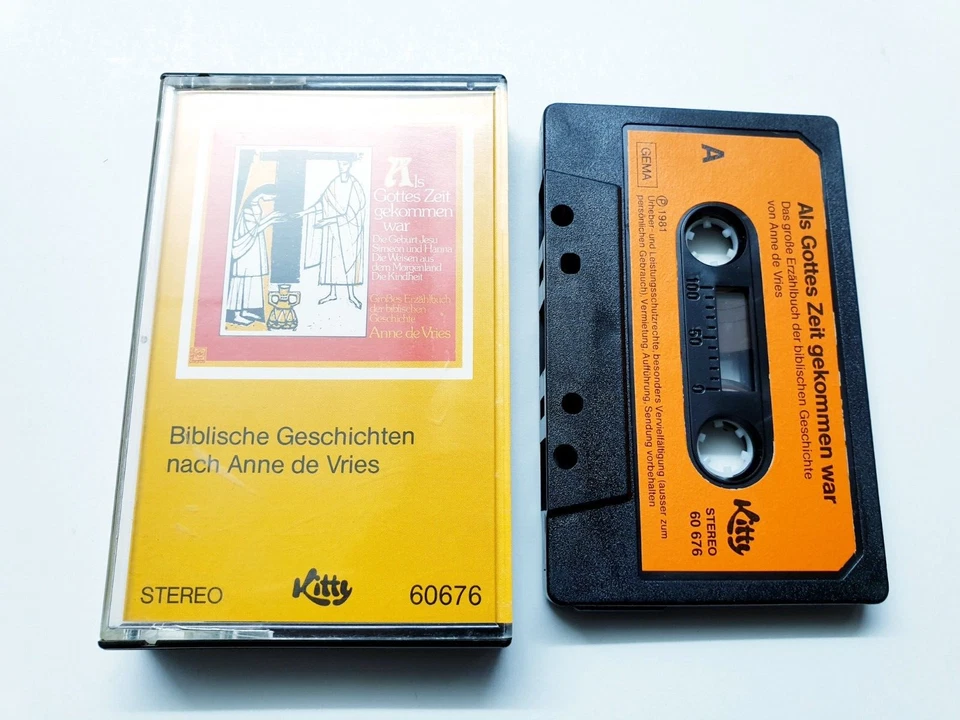 Als
Gottes Zeit
gekommen
war
Die Geburt Jesu
Simeon und Hanna
Die Weisen aus
dem Morgenland
Die Kindheit
Großes Erzählbuch
der biblischen
Geschichte
Anne de Vries
Biblische Geschichten
nach Anne de Vries
STEREO
Kitty
60676
Als Gottes Zeit gekommen war
Das große Erzählbuch der biblischen Geschichte
von Anne de Vries
A
GEMA
100 50 0
Kitty
STEREO
60 676
℗ 1981
Urheber- und Leistungsschutzrechte, besonders Vervielfältigung (ausser zum
persönlichen Gebrauch), Vermietung, Aufführung, Sendung vorbehalten